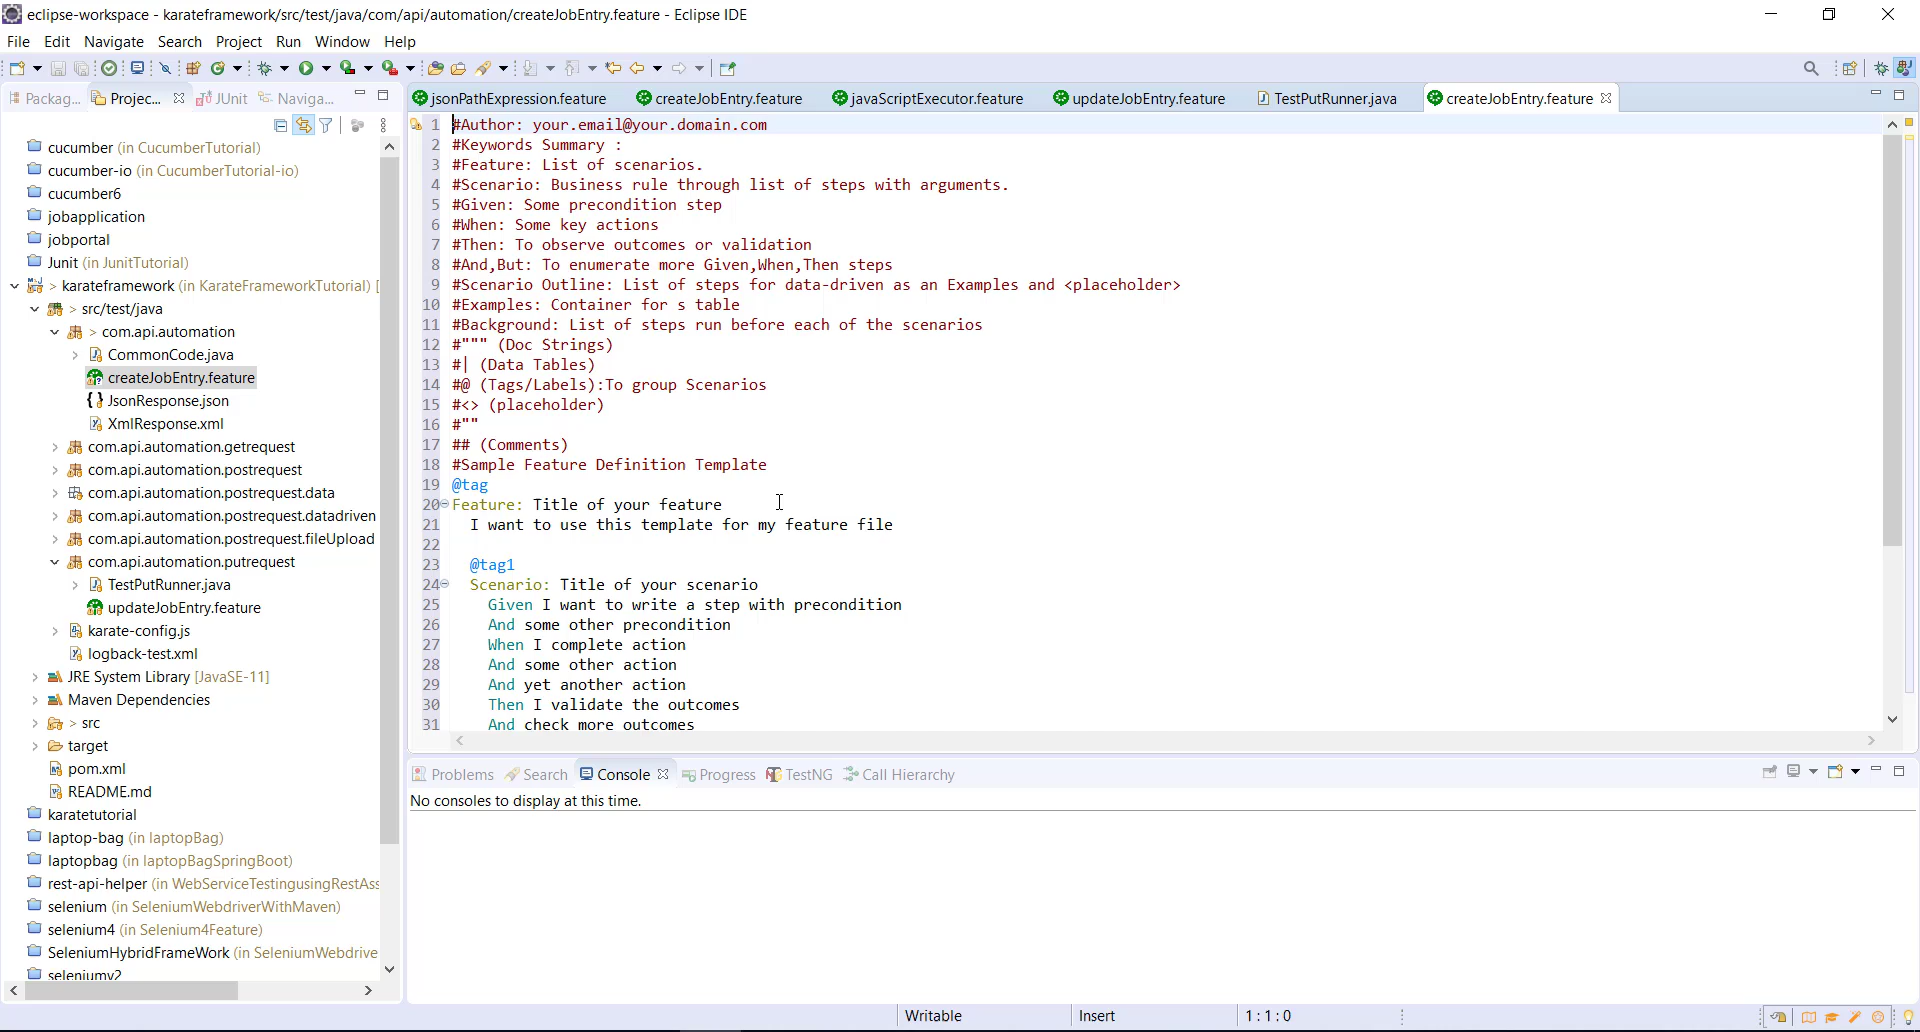 eclipse-workspace - karateframework/src/test/java/com/api/automation/createJobEntry.feature - Eclipse IDE
File Edit Navigate Search Project Run Window Help
Packag... Projec... JUnit Naviga...
jsonPathExpression.feature createJobEntry.feature javaScriptExecutor.feature updateJobEntry.feature TestPutRunner.java createJobEntry.feature
cucumber (in CucumberTutorial)
cucumber-io (in CucumberTutorial-io)
cucumber6
jobapplication
jobportal
Junit (in JunitTutorial)
> karateframework (in KarateFrameworkTutorial) [
> src/test/java
> com.api.automation
CommonCode.java
createJobEntry.feature
JsonResponse.json
XmlResponse.xml
com.api.automation.getrequest
com.api.automation.postrequest
com.api.automation.postrequest.data
com.api.automation.postrequest.datadriven
com.api.automation.postrequest.fileUpload
com.api.automation.putrequest
TestPutRunner.java
updateJobEntry.feature
karate-config.js
logback-test.xml
JRE System Library [JavaSE-11]
Maven Dependencies
> src
target
pom.xml
README.md
karatetutorial
laptop-bag (in laptopBag)
laptopbag (in laptopBagSpringBoot)
rest-api-helper (in WebServiceTestingusingRestAss
selenium (in SeleniumWebdriverWithMaven)
selenium4 (in Selenium4Feature)
SeleniumHybridFrameWork (in SeleniumWebdrive
seleniumv2
1 #Author: your.email@your.domain.com
2 #Keywords Summary :
3 #Feature: List of scenarios.
4 #Scenario: Business rule through list of steps with arguments.
5 #Given: Some precondition step
6 #When: Some key actions
7 #Then: To observe outcomes or validation
8 #And,But: To enumerate more Given,When,Then steps
9 #Scenario Outline: List of steps for data-driven as an Examples and <placeholder>
10 #Examples: Container for s table
11 #Background: List of steps run before each of the scenarios
12 #""" (Doc Strings)
13 #| (Data Tables)
14 #@ (Tags/Labels):To group Scenarios
15 #<> (placeholder)
16 #""
17 ## (Comments)
18 #Sample Feature Definition Template
19 @tag
20 Feature: Title of your feature
21 I want to use this template for my feature file
22
23 @tag1
24 Scenario: Title of your scenario
25 Given I want to write a step with precondition
26 And some other precondition
27 When I complete action
28 And some other action
29 And yet another action
30 Then I validate the outcomes
31 And check more outcomes
Problems Search Console Progress TestNG Call Hierarchy
No consoles to display at this time.
Writable Insert 1 : 1 : 0